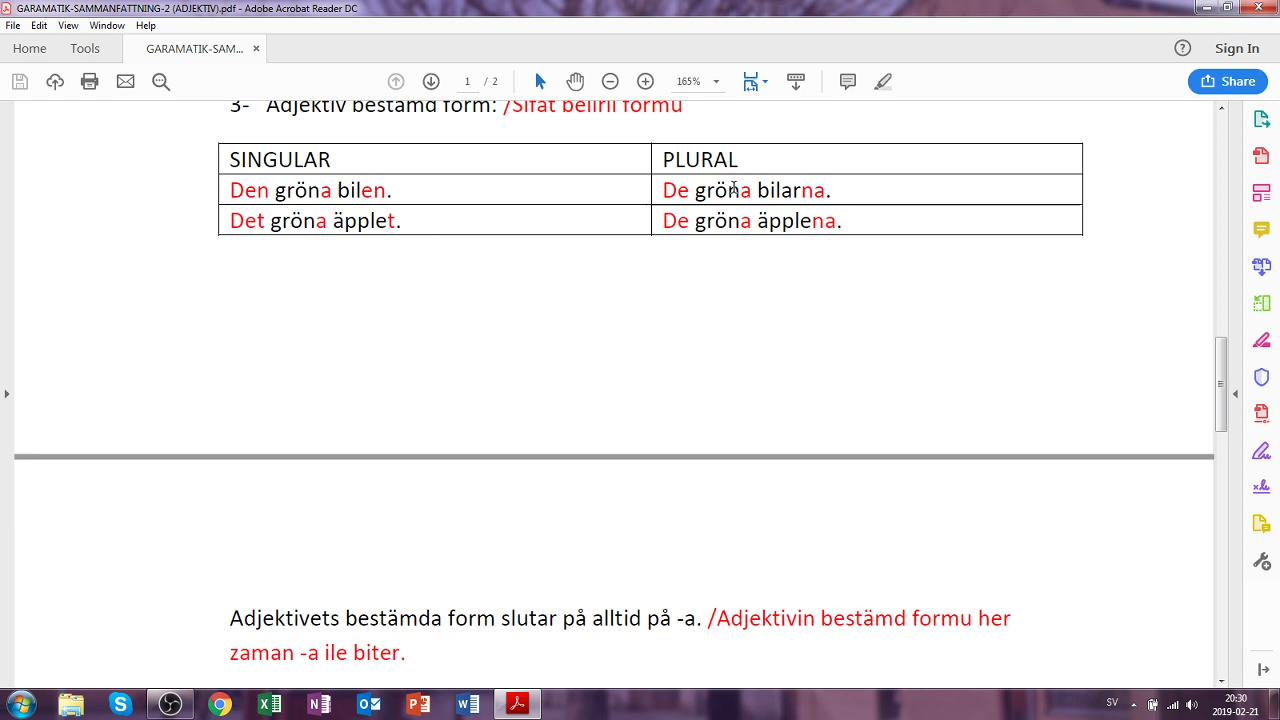 GARAMATIK-SAMMANFATTNING-2 (ADJEKTIV).pdf - Adobe Acrobat Reader DC
File Edit View Window Help
Home Tools GARAMATIK-SAM... × Sign In
1 / 2 165% Share
3- Adjektiv bestämd form: /Sıfat belirli formu
SINGULAR PLURAL
Den gröna bilen. De gröna bilarna.
Det gröna äpplet. De gröna äpplena.
Adjektivets bestämda form slutar på alltid på -a. /Adjektivin bestämd formu her
zaman -a ile biter.
SV 20:30
2019-02-21